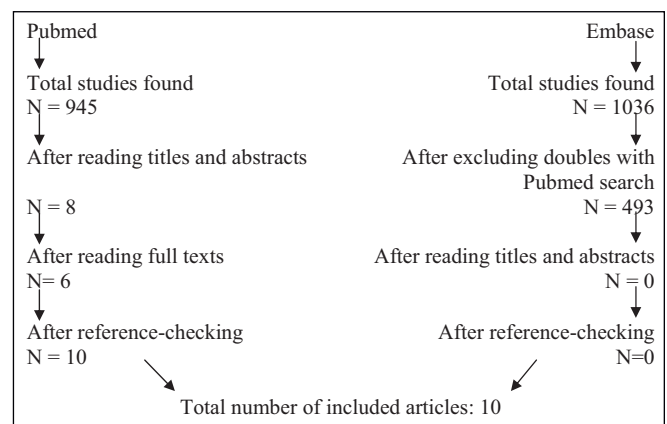 Pubmed
Total studies found
N = 945
After reading titles and abstracts
N = 8
After reading full texts
N= 6
After reference-checking
N = 10
Embase
Total studies found
N = 1036
After excluding doubles with
Pubmed search
N = 493
After reading titles and abstracts
N = 0
After reference-checking
N=0
Total number of included articles: 10